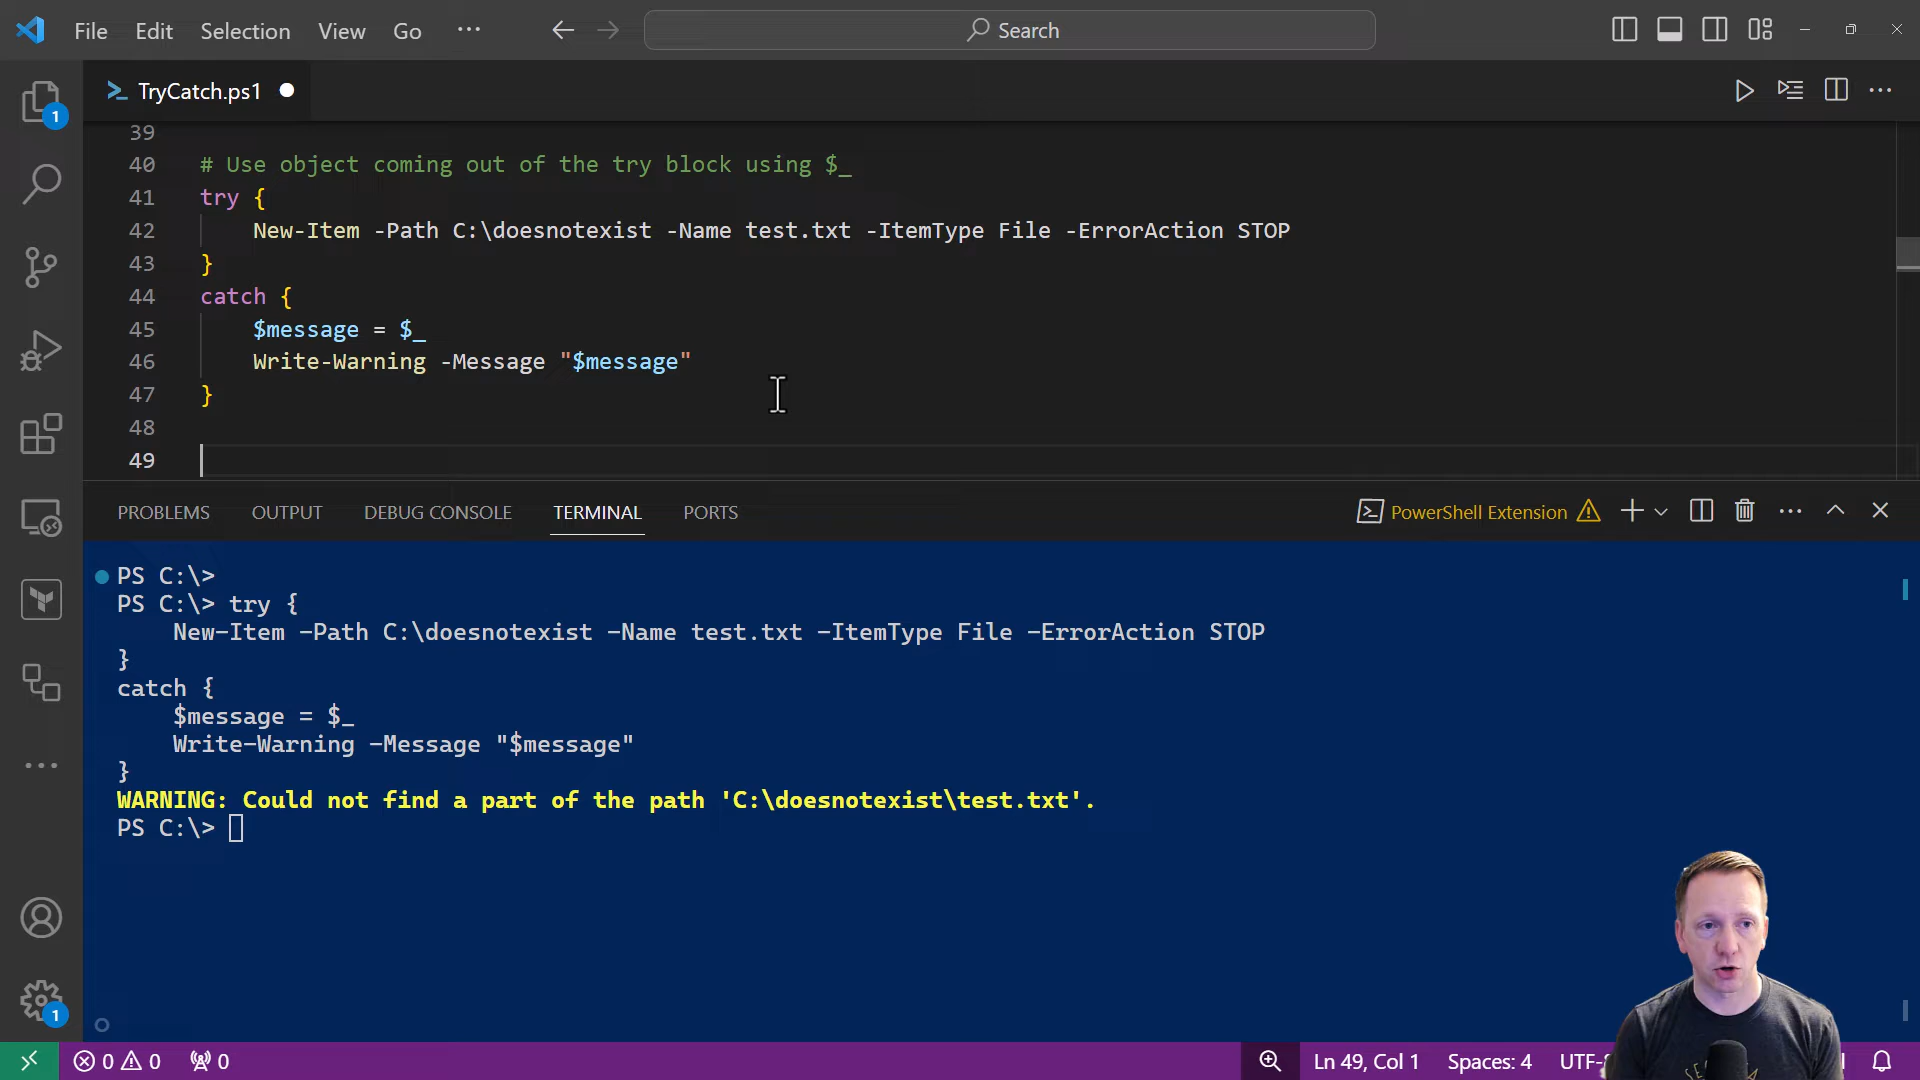 File Edit Selection View Go ··· Search
TryCatch.ps1
39
40 # Use object coming out of the try block using $_
41 try {
42 New-Item -Path C:\doesnotexist -Name test.txt -ItemType File -ErrorAction STOP
43 }
44 catch {
45 $message = $_
46 Write-Warning -Message "$message"
47 }
48
49
PROBLEMS OUTPUT DEBUG CONSOLE TERMINAL PORTS PowerShell Extension
PS C:\>
PS C:\> try {
New-Item -Path C:\doesnotexist -Name test.txt -ItemType File -ErrorAction STOP
}
catch {
$message = $_
Write-Warning -Message "$message"
}
WARNING: Could not find a part of the path 'C:\doesnotexist\test.txt'.
PS C:\>
1
1
0 0 0 Ln 49, Col 1 Spaces: 4